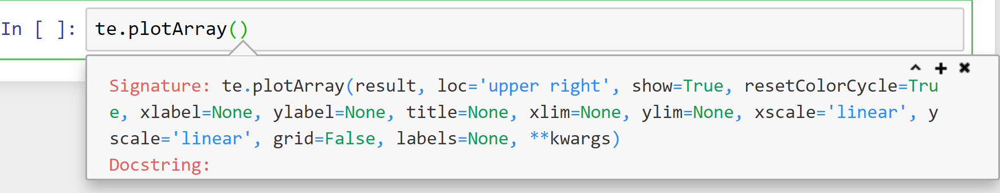 In [ ]: te.plotArray()
Signature: te.plotArray(result, loc='upper right', show=True, resetColorCycle=Tru
e, xlabel=None, ylabel=None, title=None, xlim=None, ylim=None, xscale='linear', y
scale='linear', grid=False, labels=None, **kwargs)
Docstring: